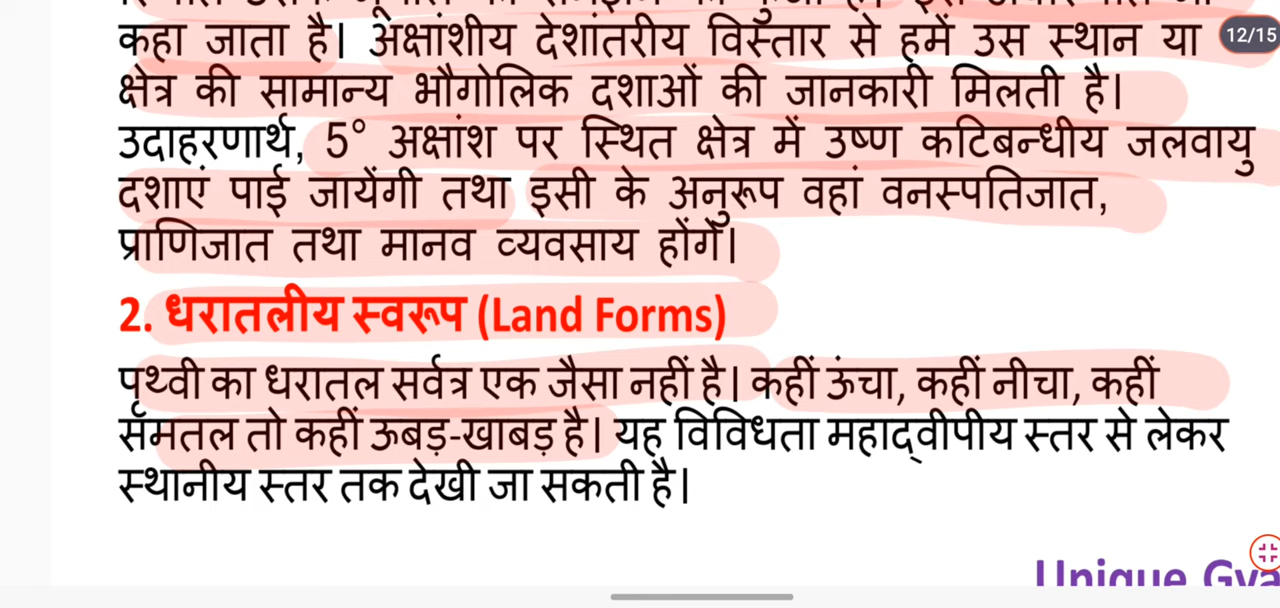 कहा जाता है। अक्षांशीय देशांतरीय विस्तार से हमें उस स्थान या
12/15
क्षेत्र की सामान्य भौगोलिक दशाओं की जानकारी मिलती है।
उदाहरणार्थ, 5° अक्षांश पर स्थित क्षेत्र में उष्ण कटिबन्धीय जलवायु
दशाएं पाई जायेंगी तथा इसी के अनुरूप वहां वनस्पतिजात,
प्राणिजात तथा मानव व्यवसाय होंगें।
2. धरातलीय स्वरूप (Land Forms)
पृथ्वी का धरातल सर्वत्र एक जैसा नहीं है। कहीं ऊंचा, कहीं नीचा, कहीं
समतल तो कहीं ऊबड़-खाबड़ है। यह विविधता महाद्वीपीय स्तर से लेकर
स्थानीय स्तर तक देखी जा सकती है।
Unique